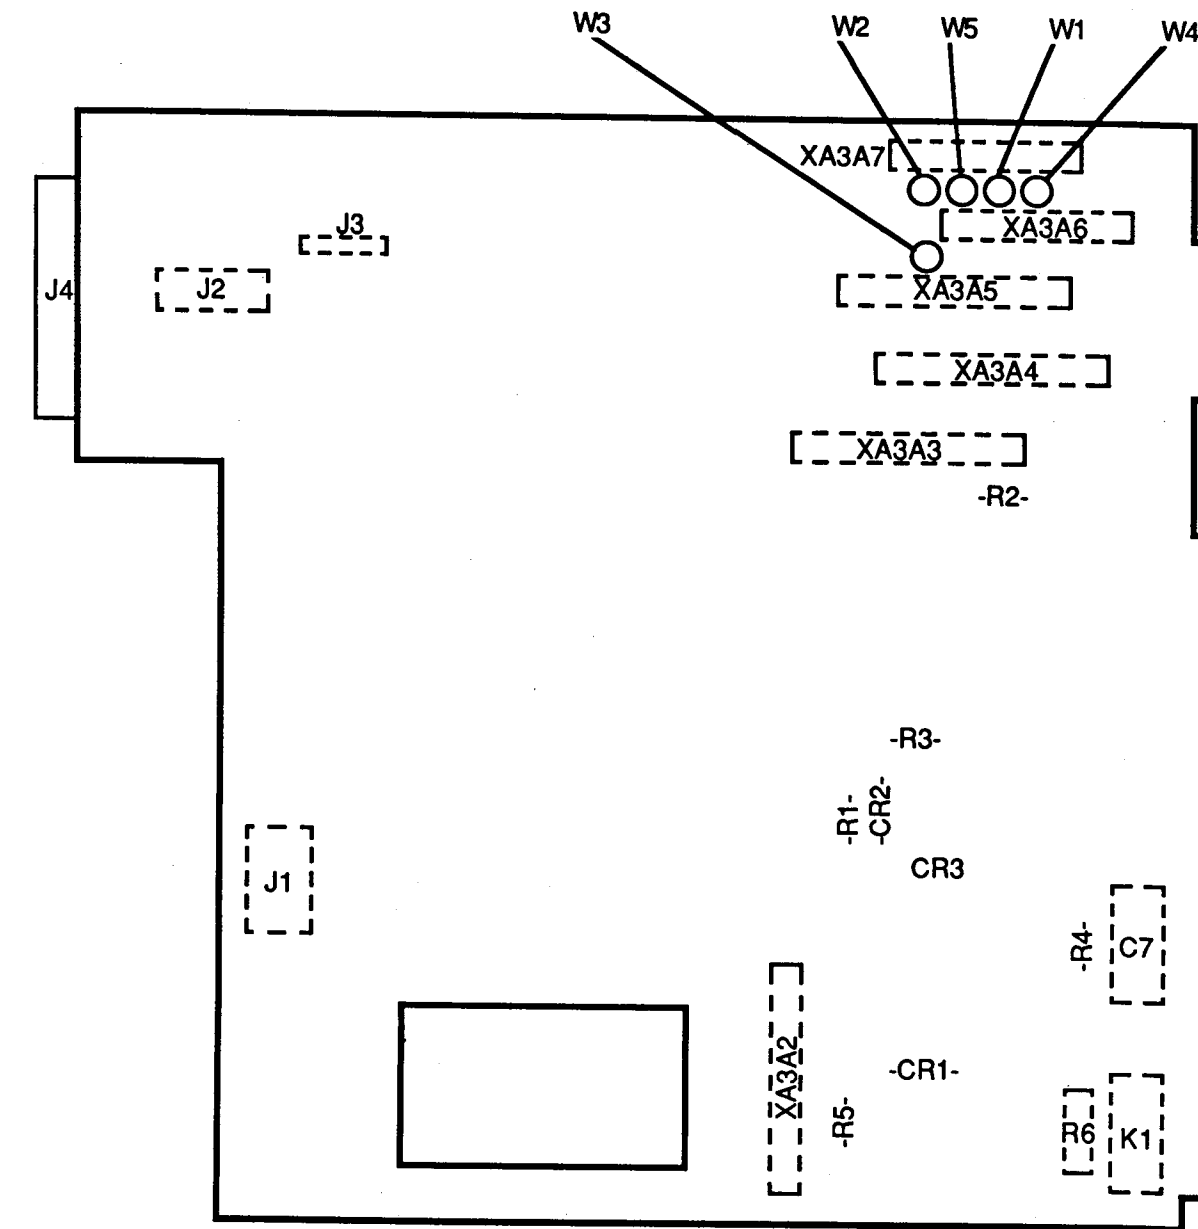 W3
W2
W5
W1
W4
XA3A7
J3
XA3A6
J4
J2
XA3A5
XA3A4
XA3A3
-R2-
-R3-
-R1-
-CR2-
CR3
J1
-R4-
C7
XA3A2
-CR1-
-R5-
R6
K1